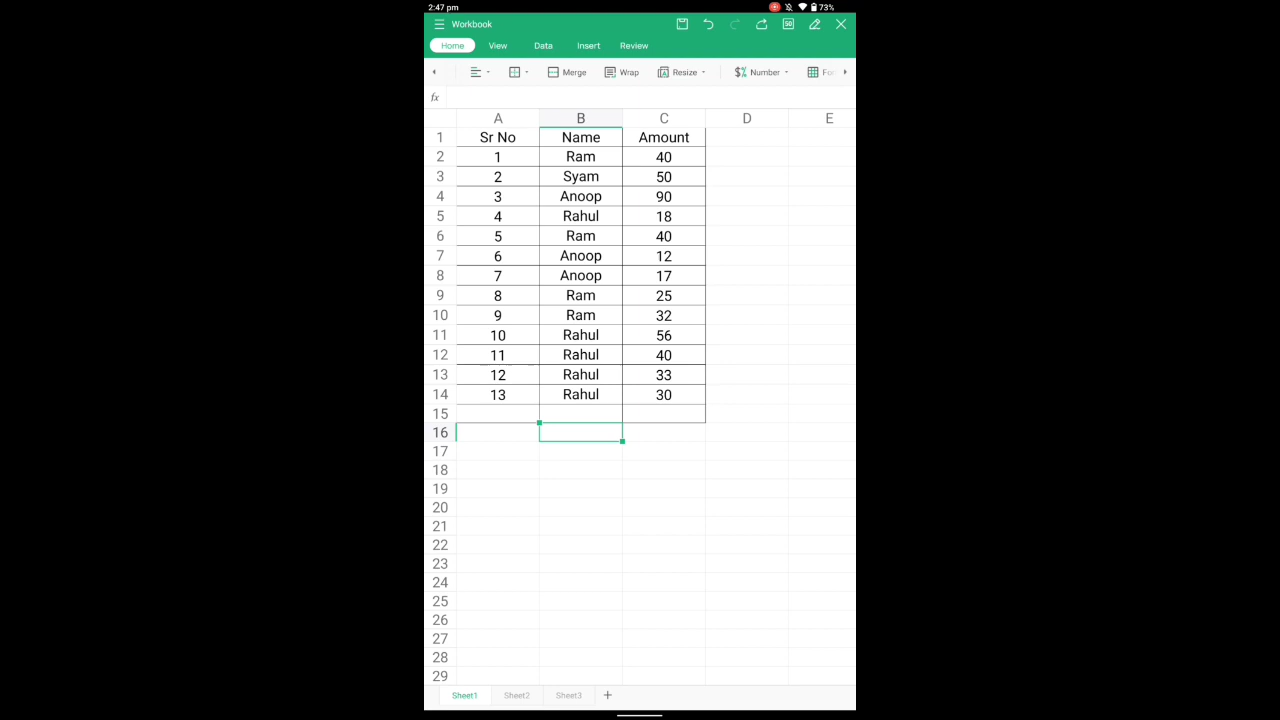 2:47 pm 73%
Workbook
Home View Data Insert Review
Merge Wrap Resize Number For
fx
A B C D E
1 Sr No Name Amount
2 1 Ram 40
3 2 Syam 50
4 3 Anoop 90
5 4 Rahul 18
6 5 Ram 40
7 6 Anoop 12
8 7 Anoop 17
9 8 Ram 25
10 9 Ram 32
11 10 Rahul 56
12 11 Rahul 40
13 12 Rahul 33
14 13 Rahul 30
15
16
17
18
19
20
21
22
23
24
25
26
27
28
29
Sheet1 Sheet2 Sheet3 +